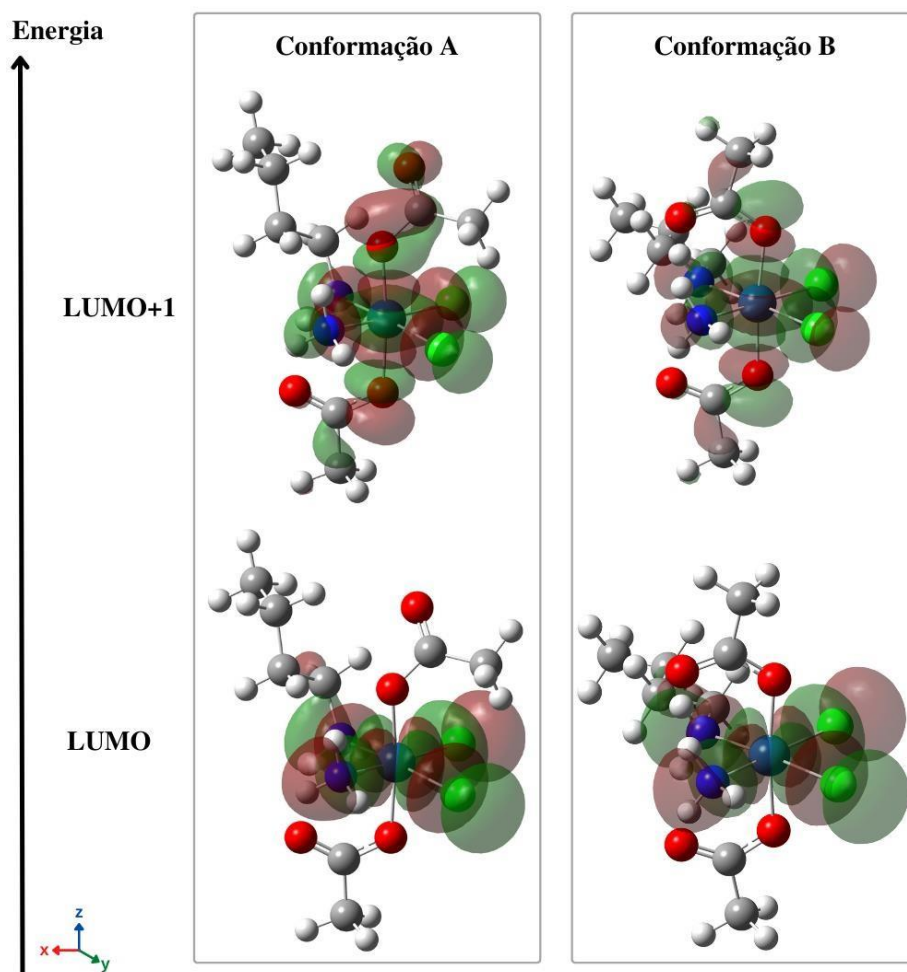 Energia
Conformação A
Conformação B
LUMO+1
LUMO
z
x
y